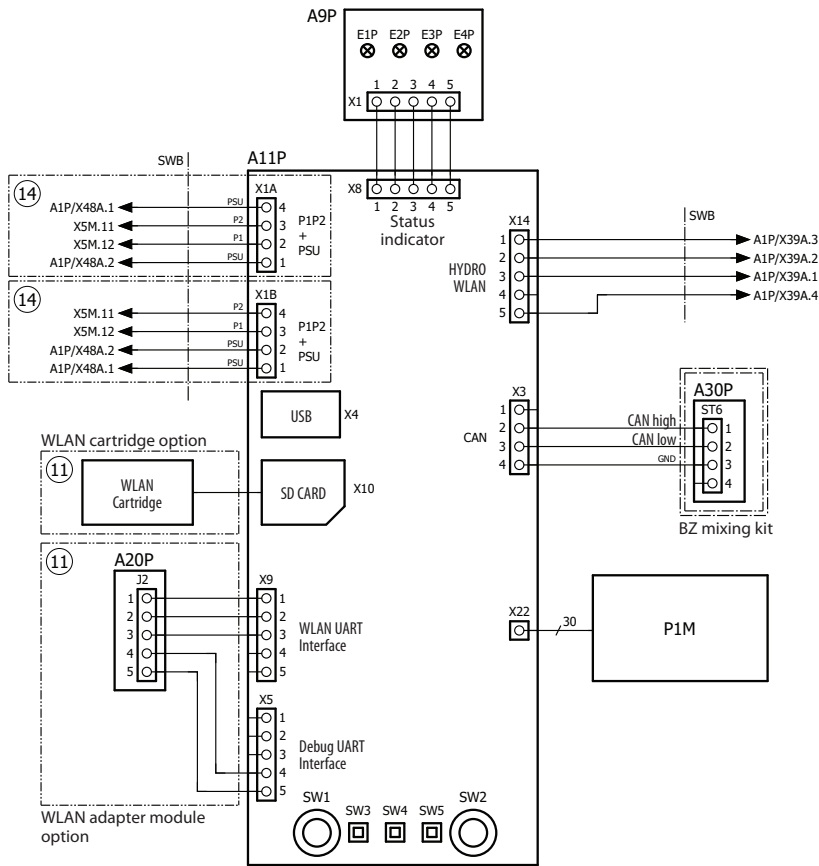 A9P
E1P E2P E3P E4P
1 2 3 4 5
X1
SWB
A11P
14
A1P/X48A.1
X5M.11
X5M.12
A1P/X48A.2
PSU
P2
P1
PSU
X1A
4
3
2
1
P1P2
+
PSU
X8
1 2 3 4 5
Status
indicator
14
X5M.11
X5M.12
A1P/X48A.2
A1P/X48A.1
P2
P1
PSU
PSU
X1B
4
3
2
1
P1P2
+
PSU
X14
1
2
3
4
5
HYDRO
WLAN
SWB
A1P/X39A.3
A1P/X39A.2
A1P/X39A.1
A1P/X39A.4
USB
X4
X3
1
2
3
4
CAN
CAN high
CAN low
GND
A30P
ST6
1
2
3
4
BZ mixing kit
WLAN cartridge option
11
WLAN
Cartridge
SD CARD
X10
11
A20P
J2
1
2
3
4
5
X9
1
2
3
4
5
WLAN UART
Interface
X22
30
P1M
X5
1
2
3
4
5
Debug UART
Interface
WLAN adapter module
option
SW1 SW3 SW4 SW5 SW2